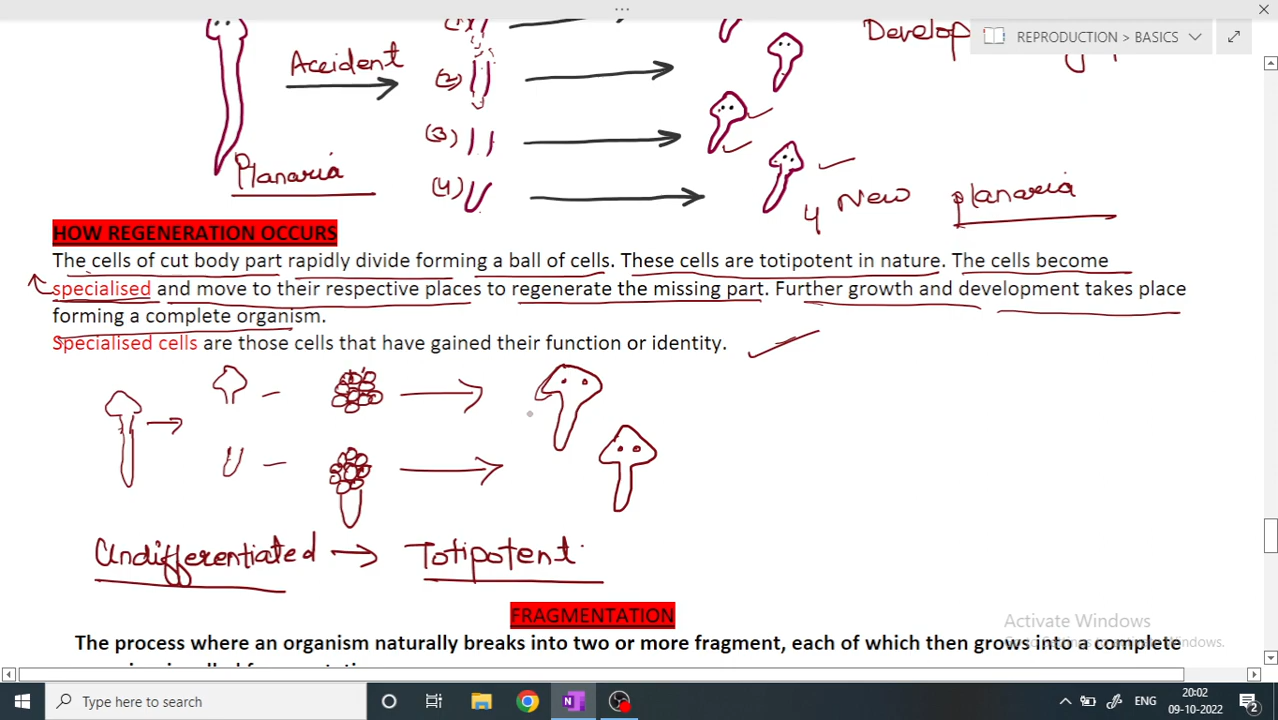 REPRODUCTION > BASICS
Develop
Accident
(1)
(2)
(3)
(4)
Planaria
4 New planaria
HOW REGENERATION OCCURS
The cells of cut body part rapidly divide forming a ball of cells. These cells are totipotent in nature. The cells become
specialised and move to their respective places to regenerate the missing part. Further growth and development takes place
forming a complete organism.
Specialised cells are those cells that have gained their function or identity.
Undifferentiated → Totipotent
FRAGMENTATION
The process where an organism naturally breaks into two or more fragment, each of which then grows into a complete
Activate Windows
Type here to search
ENG
20:02
09-10-2022
2